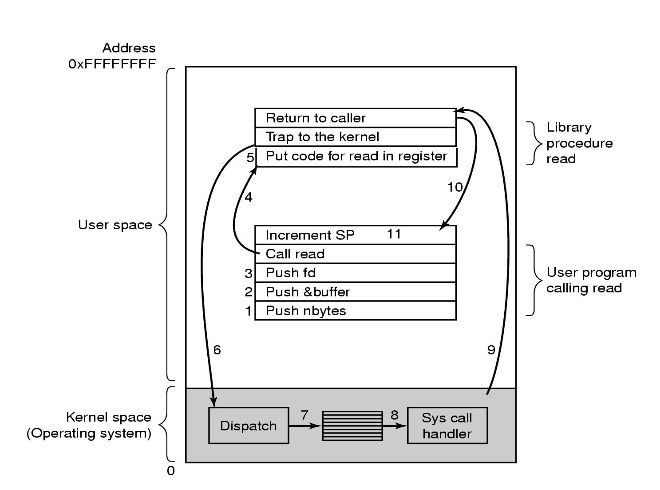 Address
0xFFFFFFFF
Return to caller
Trap to the kernel
5 Put code for read in register
Library
procedure
read
4
10
User space
Increment SP 11
Call read
3 Push fd
2 Push &buffer
1 Push nbytes
User program
calling read
6
9
Kernel space
(Operating system)
Dispatch
7
8
Sys call
handler
0